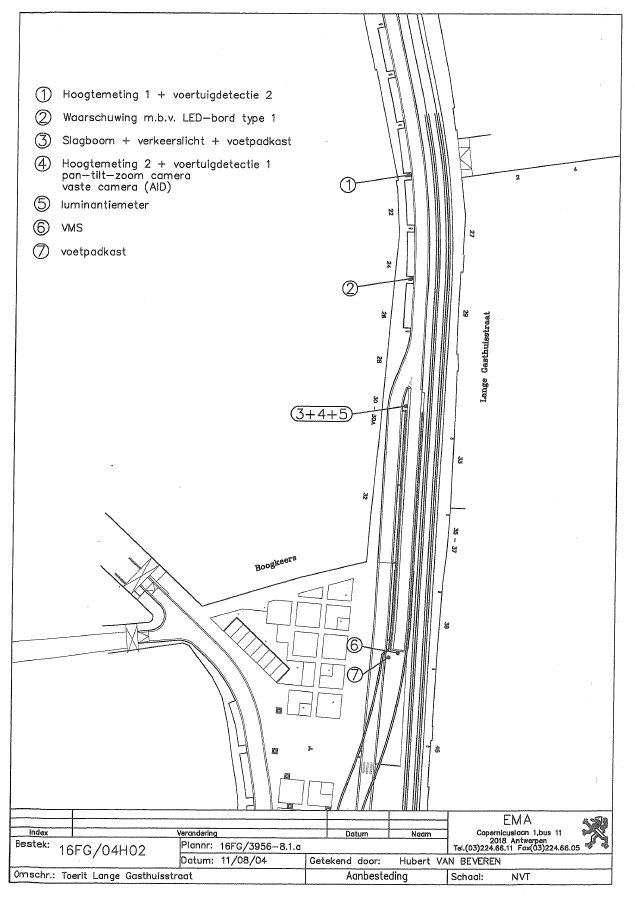 1 Hoogtemeting 1 + voertuigdetectie 2
2 Waarschuwing m.b.v. LED-bord type 1
3 Slagboom + verkeerslicht + voetpadkast
4 Hoogtemeting 2 + voertuigdetectie 1
pan-tilt-zoom camera
vaste camera (AID)
5 luminantiemeter
6 VMS
7 voetpadkast
1
2 4
22
27
24
2
26
29
Lange Gasthuisstraat
28
30 - 30A
3+4+5
33
32
35 - 37
Boogkeers
39
6
7
45
Index Verandering Datum Naam
EMA
Copernicuslaan 1,bus 11
2018 Antwerpen
Tel.(03)224.66.11 Fax(03)224.66.05
Bestek: 16FG/04H02
Plannr: 16FG/3956-8.1.a
Datum: 11/08/04
Getekend door: Hubert VAN BEVEREN
Omschr.: Toerit Lange Gasthuisstraat
Aanbesteding
Schaal: NVT